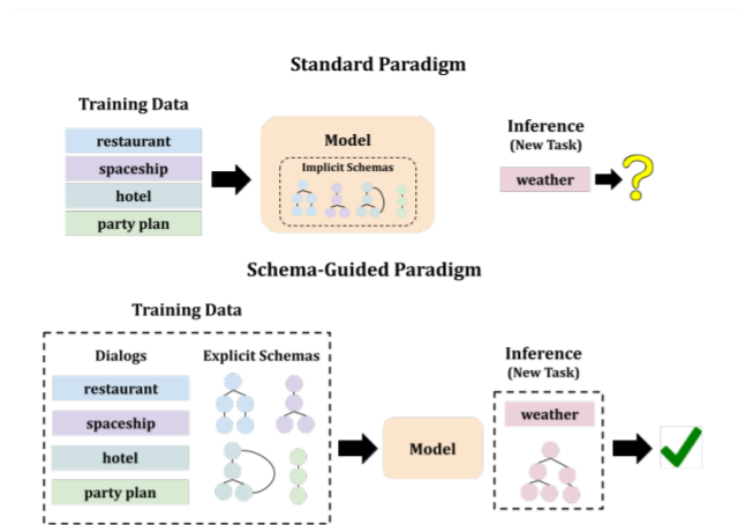 Standard Paradigm
Training Data
restaurant
spaceship
hotel
party plan
Model
Implicit Schemas
Inference
(New Task)
weather
?
Schema-Guided Paradigm
Training Data
Dialogs
Explicit Schemas
restaurant
spaceship
hotel
party plan
Model
Inference
(New Task)
weather